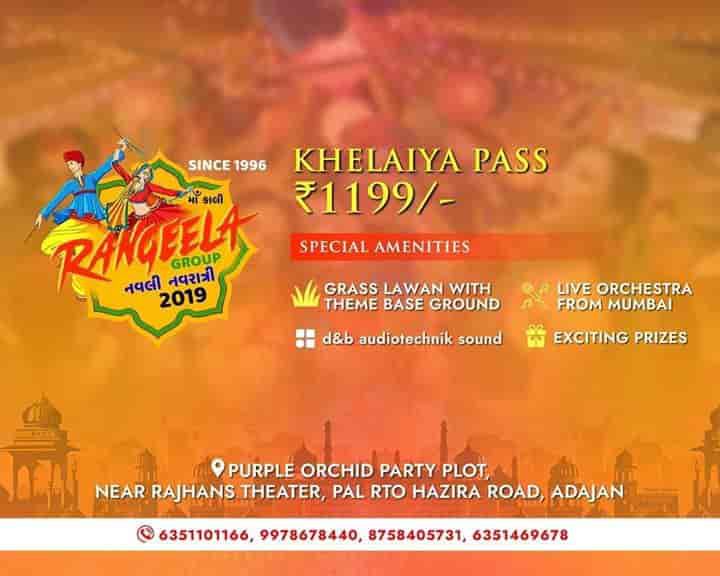 SINCE 1996
માઁ કાલી
RANGEELA
GROUP
નવલી નવરાત્રી
2019
KHELAIYA PASS
₹1199/-
SPECIAL AMENITIES
GRASS LAWAN WITH
THEME BASE GROUND
LIVE ORCHESTRA
FROM MUMBAI
d&b audiotechnik sound
EXCITING PRIZES
PURPLE ORCHID PARTY PLOT,
NEAR RAJHANS THEATER, PAL RTO HAZIRA ROAD, ADAJAN
6351101166, 9978678440, 8758405731, 6351469678